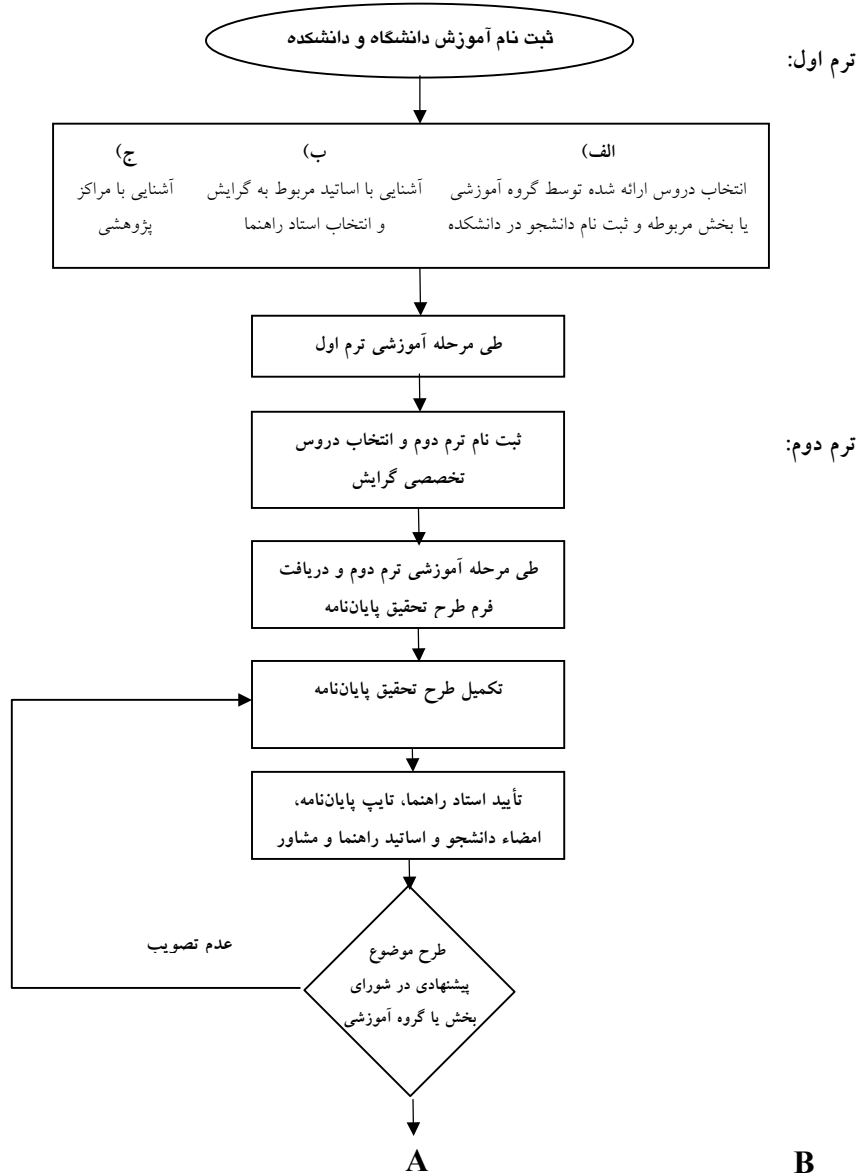 ثبت نام آموزش دانشگاه و دانشکده
ترم اول:
الف)
انتخاب دروس ارائه شده توسط گروه آموزشی
یا بخش مربوطه و ثبت نام دانشجو در دانشکده
ب)
آشنایی با اساتید مربوط به گرایش
و انتخاب استاد راهنما
ج)
آشنایی با مراکز
پژوهشی
طی مرحله آموزشی ترم اول
ترم دوم:
ثبت نام ترم دوم و انتخاب دروس
تخصصی گرایش
طی مرحله آموزشی ترم دوم و دریافت
فرم طرح تحقیق پایان‌نامه
تکمیل طرح تحقیق پایان‌نامه
تأیید استاد راهنما، تایپ پایان‌نامه،
امضاء دانشجو و اساتید راهنما و مشاور
طرح موضوع
پیشنهادی در شورای
بخش یا گروه آموزشی
عدم تصویب
A
B